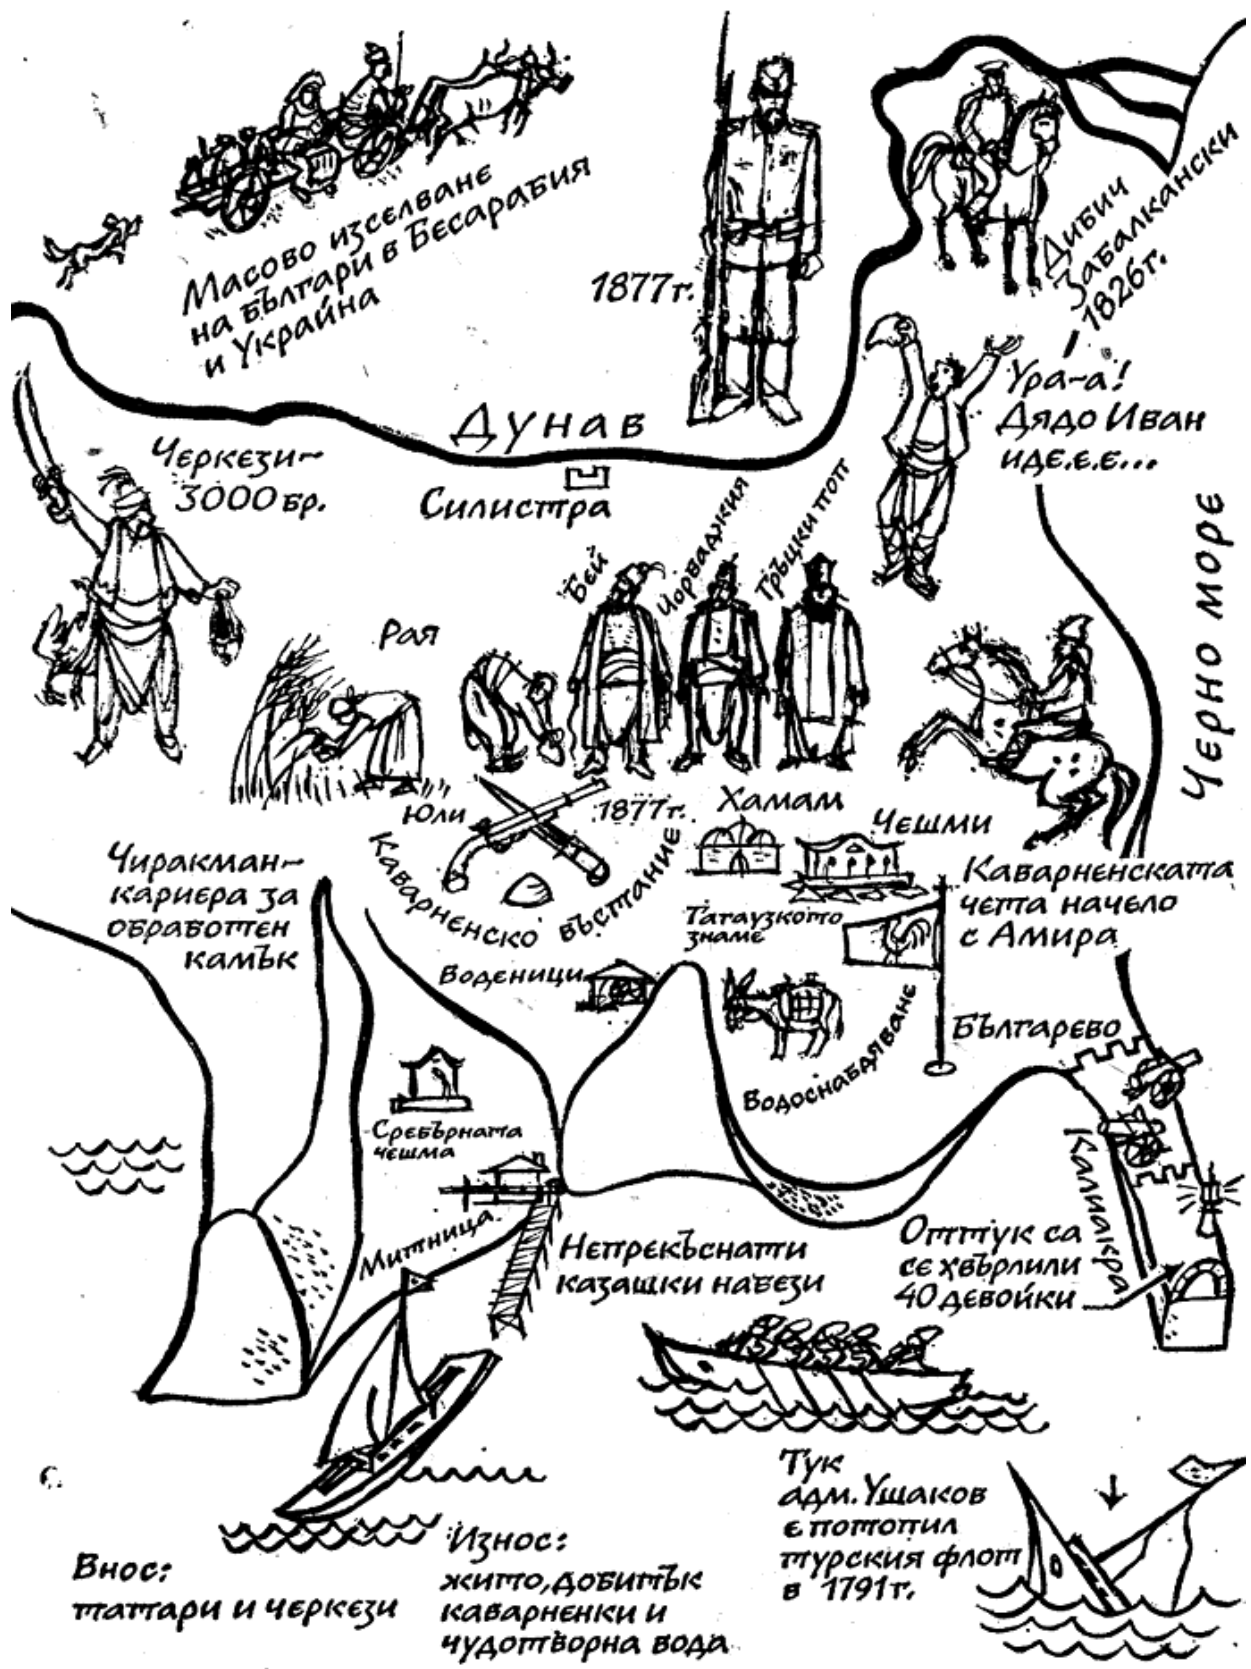 Масово изселване
на българи в Бесарабия
и Украйна
1877г.
Дибич
Забалкански
1826г.
Ура-а!
Дядо Иван
иде.е.е...
Дунав
Силистра
Черкези~
3000 бр.
Черно море
Бей
Чорбаджия
Гръцки поп
Рая
Юли
1877г.
Каварненско въстание
Хамам
Чешми
Чиракман~
кариера за
обработен
камък
Татаузкото
знаме
Каварненската
чета начело
с Амира
Воденици
Водоснабдяване
Българево
Сребърната
чешма
Митница
Непрекъснати
казашки набези
Калиакра
Оттук са
се хвърлили
40 девойки
Тук
адм. Ушаков
е потопил
турския флот
в 1791г.
Внос:
татари и черкези
Износ:
жито, добитък
каварненки и
чудотворна вода